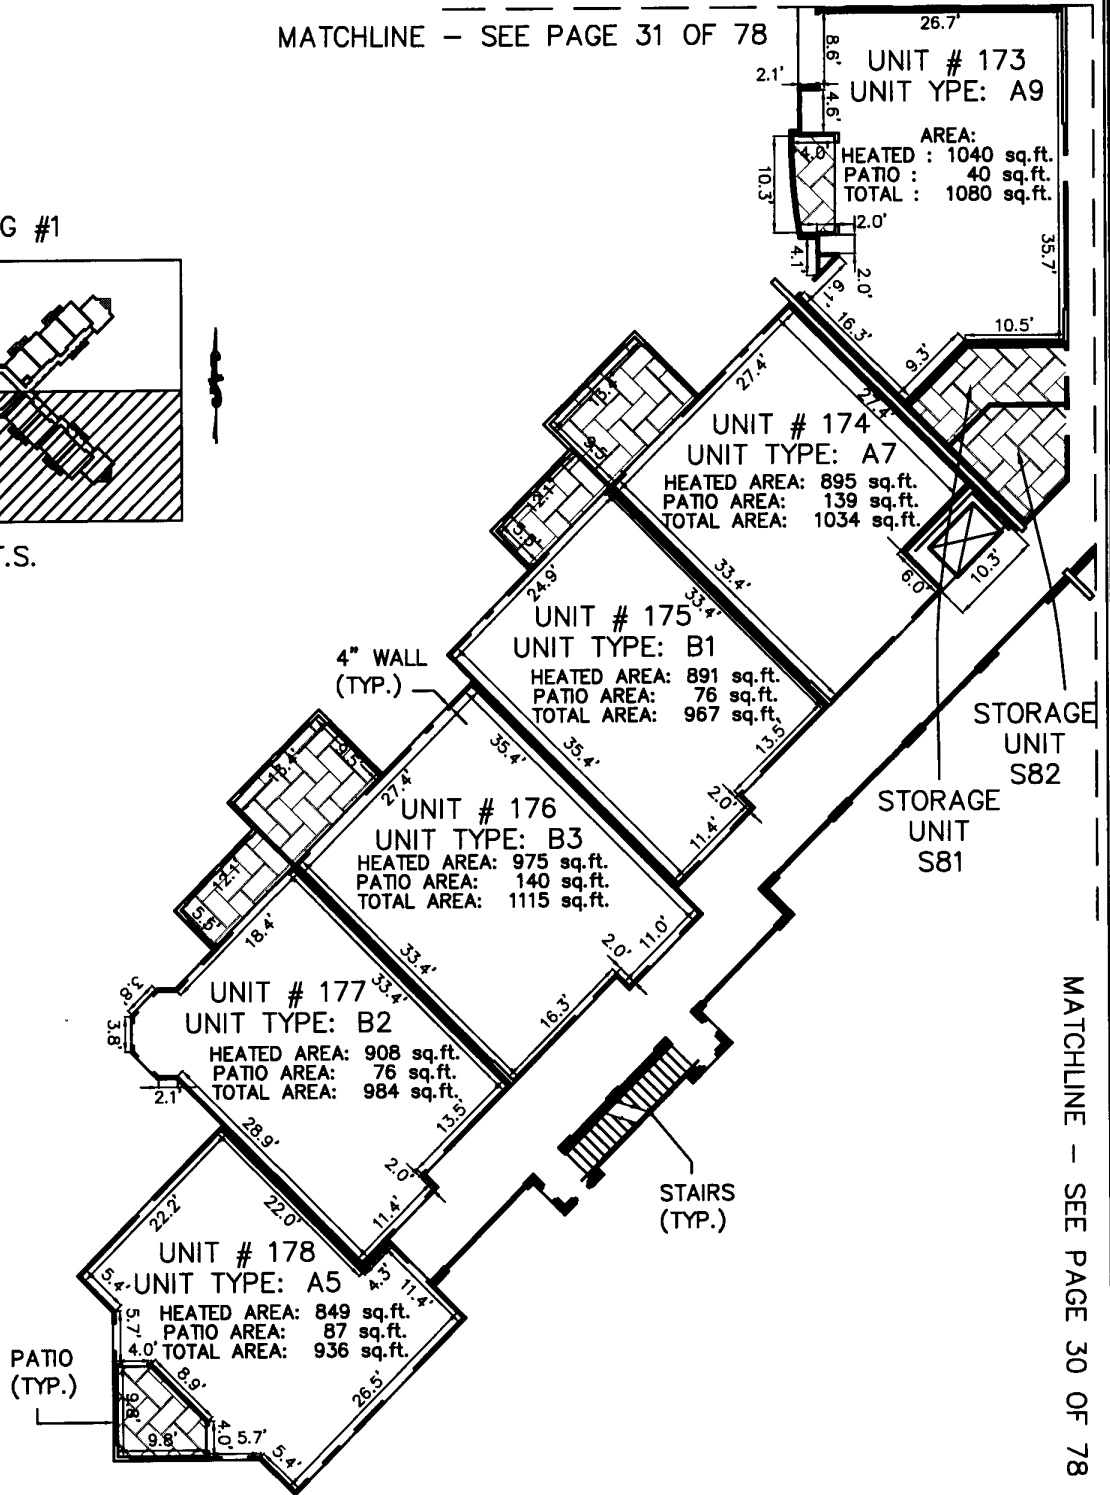 MATCHLINE – SEE PAGE 31 OF 78
26.7'
8.6'
UNIT # 173
UNIT YPE: A9
2.1'
4.6'
AREA:
HEATED : 1040 sq.ft.
PATIO : 40 sq.ft.
TOTAL : 1080 sq.ft.
4.0'
10.3'
2.0'
4.1'
2.0'
35.7'
G #1
T.S.
16.3'
10.5'
9.3'
27.4'
27.4'
13.4'
9.5'
UNIT # 174
UNIT TYPE: A7
HEATED AREA: 895 sq.ft.
PATIO AREA: 139 sq.ft.
TOTAL AREA: 1034 sq.ft.
12.1'
33.4'
6.0'
10.3'
24.9'
33.4'
UNIT # 175
UNIT TYPE: B1
HEATED AREA: 891 sq.ft.
PATIO AREA: 76 sq.ft.
TOTAL AREA: 967 sq.ft.
4" WALL
(TYP.)
13.5'
2.0'
11.4'
35.4'
35.4'
STORAGE
UNIT
S82
STORAGE
UNIT
S81
13.4'
9.5'
27.4'
UNIT # 176
UNIT TYPE: B3
HEATED AREA: 975 sq.ft.
PATIO AREA: 140 sq.ft.
TOTAL AREA: 1115 sq.ft.
12.1'
18.4'
33.4'
33.4'
2.0'
11.0'
16.3'
3.8'
3.8'
UNIT # 177
UNIT TYPE: B2
HEATED AREA: 908 sq.ft.
PATIO AREA: 76 sq.ft.
TOTAL AREA: 984 sq.ft.
2.1'
28.9'
13.5'
2.0'
11.4'
STAIRS
(TYP.)
22.2'
22.0'
UNIT # 178
UNIT TYPE: A5
HEATED AREA: 849 sq.ft.
PATIO AREA: 87 sq.ft.
TOTAL AREA: 936 sq.ft.
5.4'
4.3'
11.4'
5.7'
4.0'
8.9'
26.5'
PATIO
(TYP.)
9.8'
9.8'
4.0'
5.7'
5.4'
MATCHLINE – SEE PAGE 30 OF 78